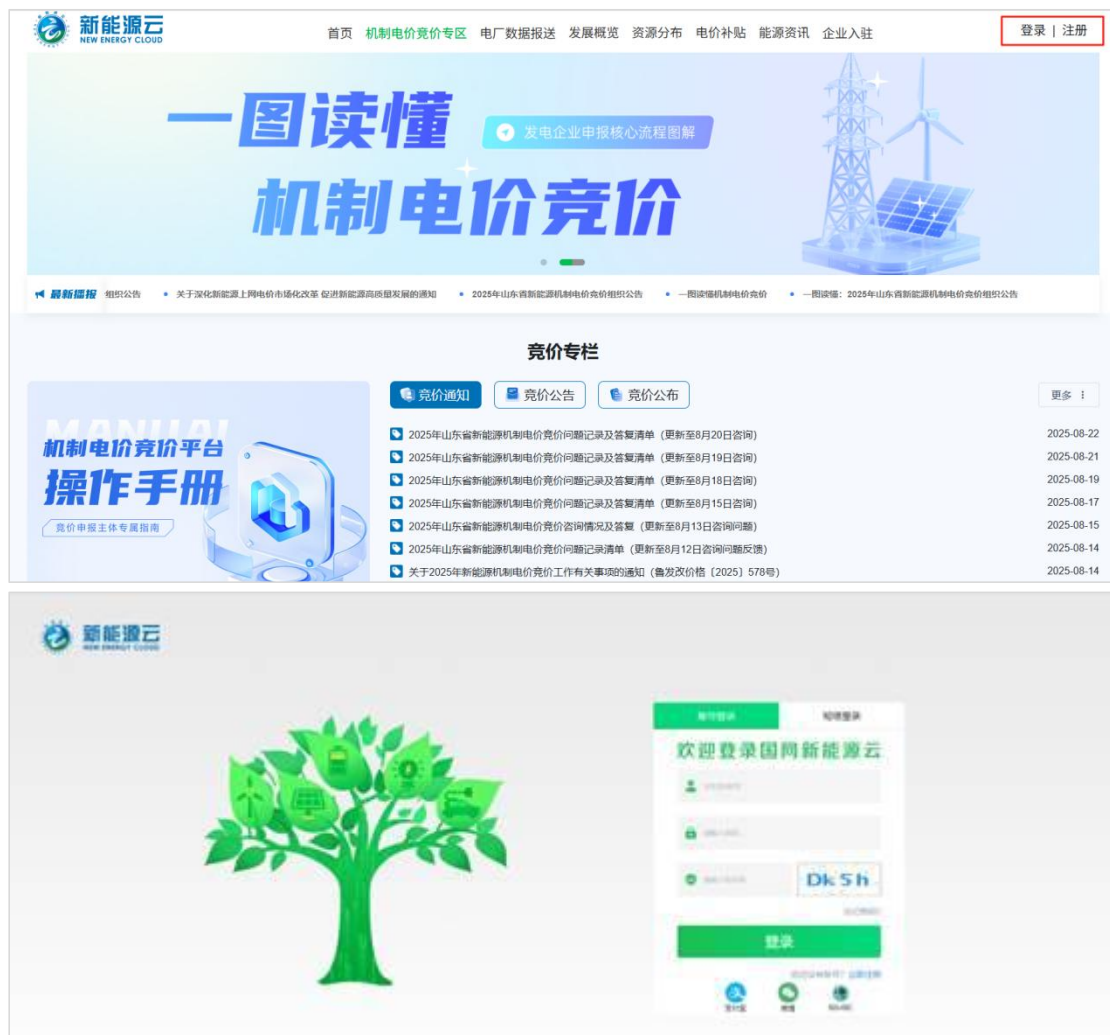 新能源云
NEW ENERGY CLOUD
首页 机制电价竞价专区 电厂数据报送 发展概览 资源分布 电价补贴 能源资讯 企业入驻
登录 | 注册
一图读懂
发电企业申报核心流程图解
机制电价竞价
最新播报 组织公告 • 关于深化新能源上网电价市场化改革 促进新能源高质量发展的通知 • 2025年山东省新能源机制电价竞价组织公告 • 一图读懂机制电价竞价 • 一图读懂：2025年山东省新能源机制电价竞价组织公告
竞价专栏
竞价通知 竞价公告 竞价公布
更多
MANUAL
机制电价竞价平台
操作手册
竞价申报主体专属指南
2025年山东省新能源机制电价竞价问题记录及答复清单（更新至8月20日咨询） 2025-08-22
2025年山东省新能源机制电价竞价问题记录及答复清单（更新至8月19日咨询） 2025-08-21
2025年山东省新能源机制电价竞价问题记录及答复清单（更新至8月18日咨询） 2025-08-19
2025年山东省新能源机制电价竞价问题记录及答复清单（更新至8月15日咨询） 2025-08-17
2025年山东省新能源机制电价竞价咨询情况及答复（更新至8月13日咨询问题） 2025-08-15
2025年山东省新能源机制电价竞价问题记录清单（更新至8月12日咨询问题反馈） 2025-08-14
关于2025年新能源机制电价竞价工作有关事项的通知（鲁发改价格〔2025〕578号） 2025-08-14
新能源云
NEW ENERGY CLOUD
欢迎登录国网新能源云
Dk5h
登录